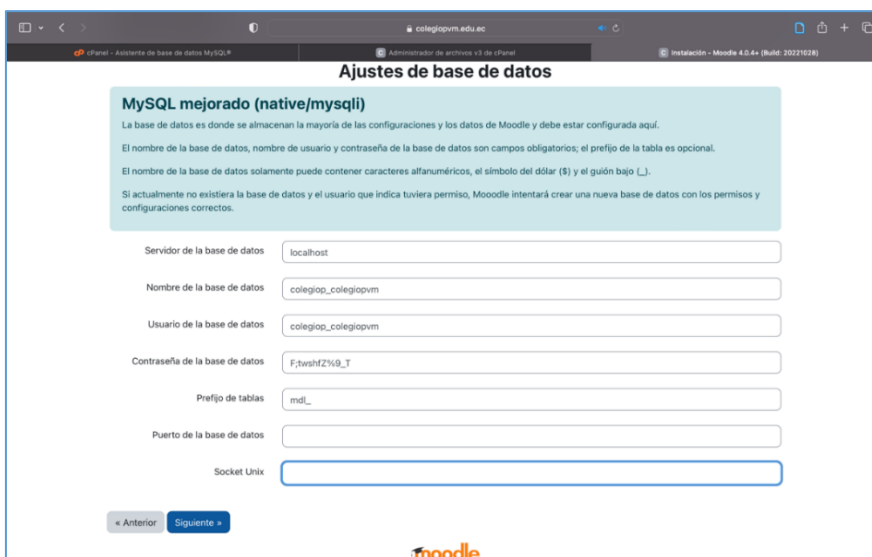 colegiopvm.edu.ec
cPanel - Asistente de base de datos MySQL®
Administrador de archivos v3 de cPanel
Instalación - Moodle 4.0.4+ (Build: 20221028)
Ajustes de base de datos
MySQL mejorado (native/mysqli)
La base de datos es donde se almacenan la mayoría de las configuraciones y los datos de Moodle y debe estar configurada aquí.
El nombre de la base de datos, nombre de usuario y contraseña de la base de datos son campos obligatorios; el prefijo de la tabla es opcional.
El nombre de la base de datos solamente puede contener caracteres alfanuméricos, el símbolo del dólar ($) y el guión bajo (_).
Si actualmente no existiera la base de datos y el usuario que indica tuviera permiso, Mooodle intentará crear una nueva base de datos con los permisos y
configuraciones correctos.
Servidor de la base de datos localhost
Nombre de la base de datos colegiop_colegiopvm
Usuario de la base de datos colegiop_colegiopvm
Contraseña de la base de datos F;twshfZ%9_T
Prefijo de tablas mdl_
Puerto de la base de datos
Socket Unix
« Anterior Siguiente »
moodle